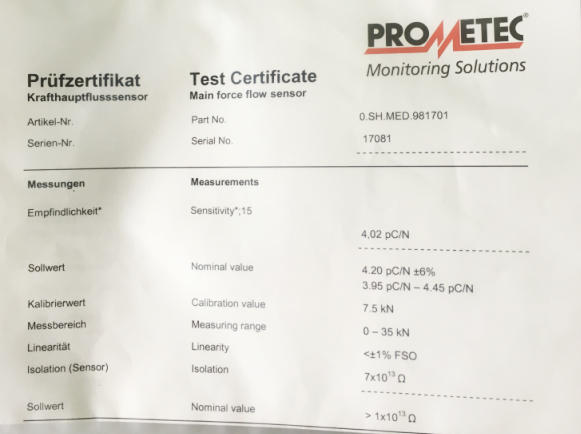 PROMETEC®
Monitoring Solutions
Prüfzertifikat Test Certificate
Krafthauptflusssensor Main force flow sensor
Artikel-Nr. Part No. 0.SH.MED.981701
Serien-Nr. Serial No. 17081
Messungen Measurements
Empfindlichkeit* Sensitivity*;15
4,02 pC/N
Sollwert Nominal value 4.20 pC/N ±6%
3.95 pC/N – 4.45 pC/N
Kalibrierwert Calibration value 7.5 kN
Messbereich Measuring range 0 – 35 kN
Linearität Linearity <±1% FSO
Isolation (Sensor) Isolation 7x10¹³ Ω
Sollwert Nominal value > 1x10¹³ Ω